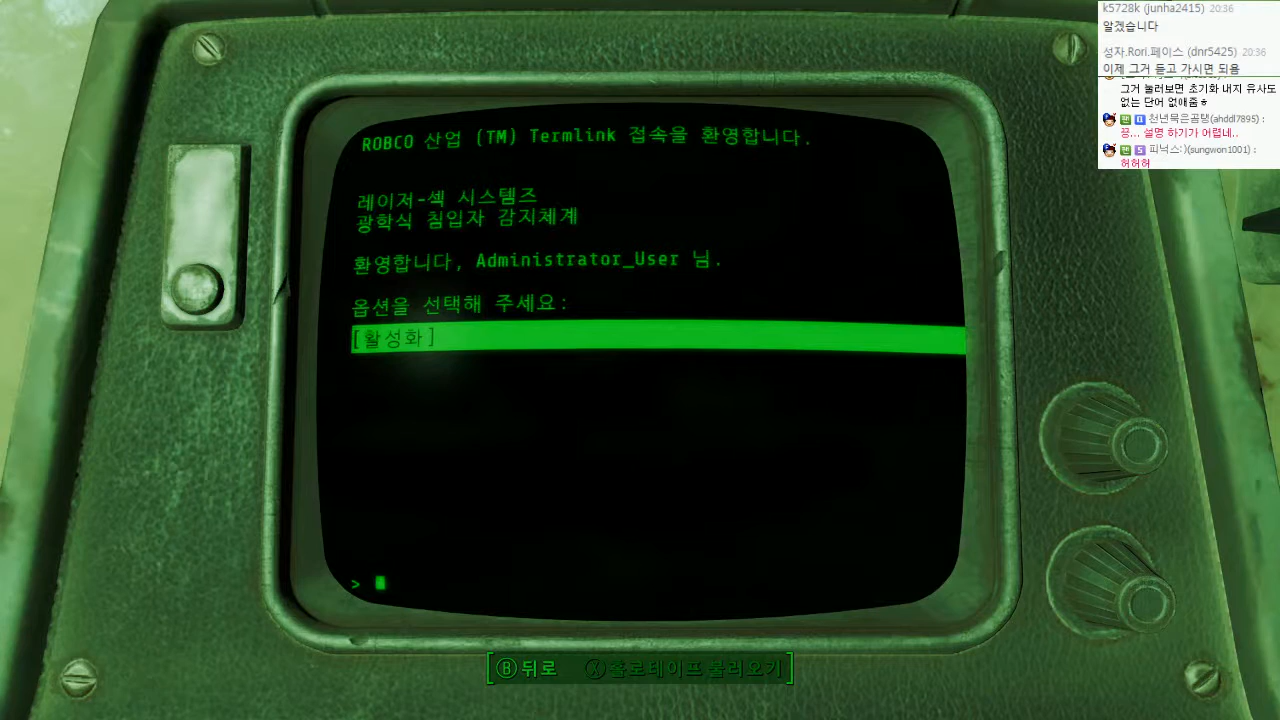 k5728k (junha2415) 20:36
알겠습니다
성자.Rori.페이스 (dnr5425) 20:36
이제 그거 듣고 가시면 되욤
그거 눌러보면 초기화 내지 유사도
없는 단어 없애줌ㅎ
팬 천년묵은곰탱(ahddl7895) :
끙... 설명 하기가 어렵네..
팬 5 피닉스:)(sungwon1001) :
허허허
ROBCO 산업 (TM) Termlink 접속을 환영합니다.
레이저-섹 시스템즈
광학식 침입자 감지체계
환영합니다, Administrator_User 님.
옵션을 선택해 주세요:
[활성화]
>
B 뒤로 X 홀로테이프 불러오기